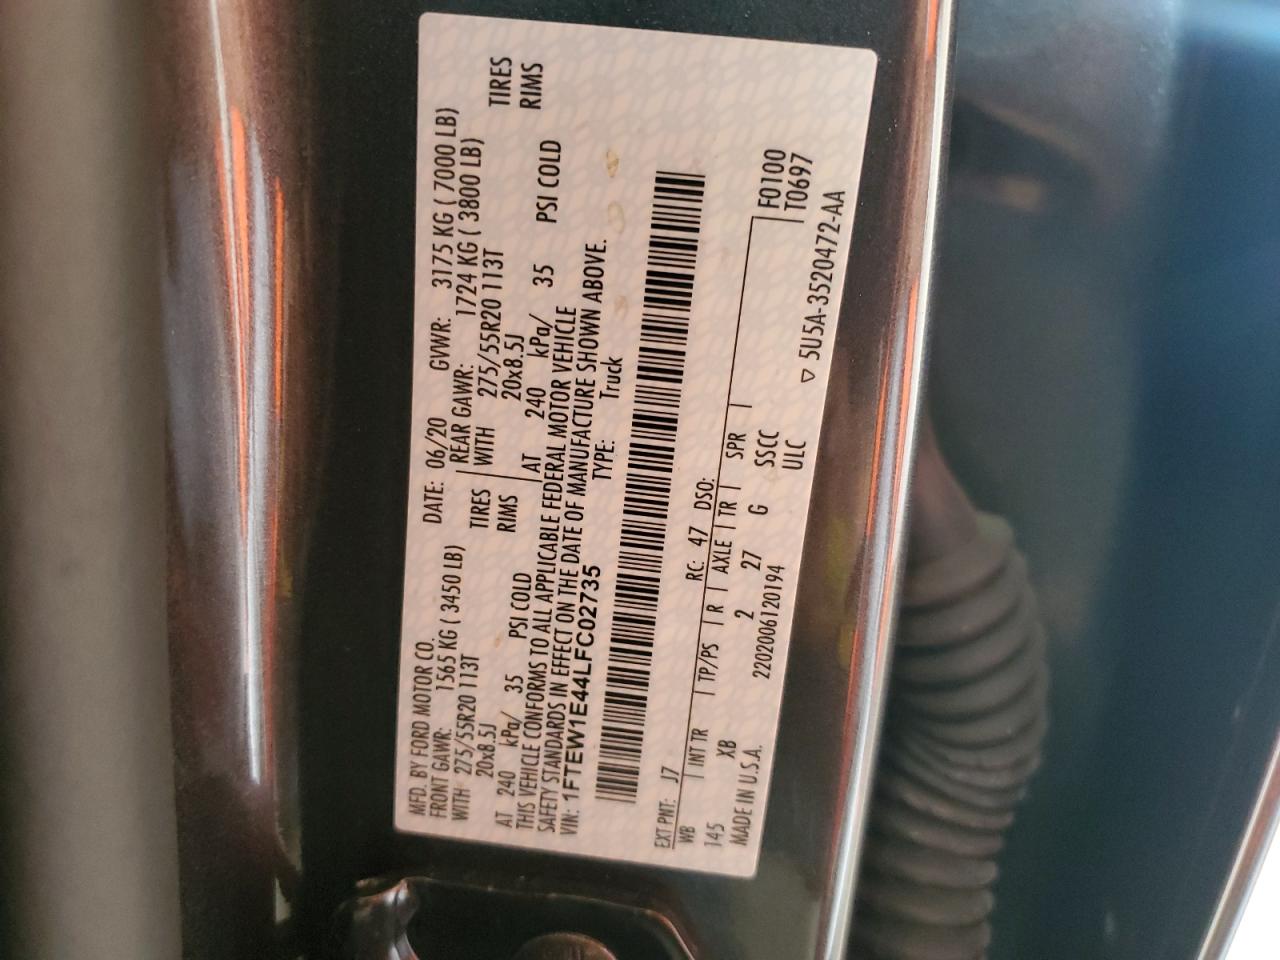 MFD. BY FORD MOTOR CO.
DATE: 06/20 GVWR: 3175 KG ( 7000 LB)
FRONT GAWR: 1565 KG ( 3450 LB)
REAR GAWR: 1724 KG ( 3800 LB)
WITH 275/55R20 113T TIRES
WITH 275/55R20 113T TIRES
20x8.5J RIMS
20x8.5J RIMS
AT 240 kPa/ 35 PSI COLD
AT 240 kPa/ 35 PSI COLD
THIS VEHICLE CONFORMS TO ALL APPLICABLE FEDERAL MOTOR VEHICLE
SAFETY STANDARDS IN EFFECT ON THE DATE OF MANUFACTURE SHOWN ABOVE.
VIN: 1FTEW1E44LFC02735 TYPE: Truck
EXT PNT: J7 RC: 47 DSO:
WB INT TR TP/PS R AXLE TR SPR F0100
145 XB 2 27 G SSCC T0697
MADE IN U.S.A. 2202006120194 ULC ▽ 5U5A-3520472-AA